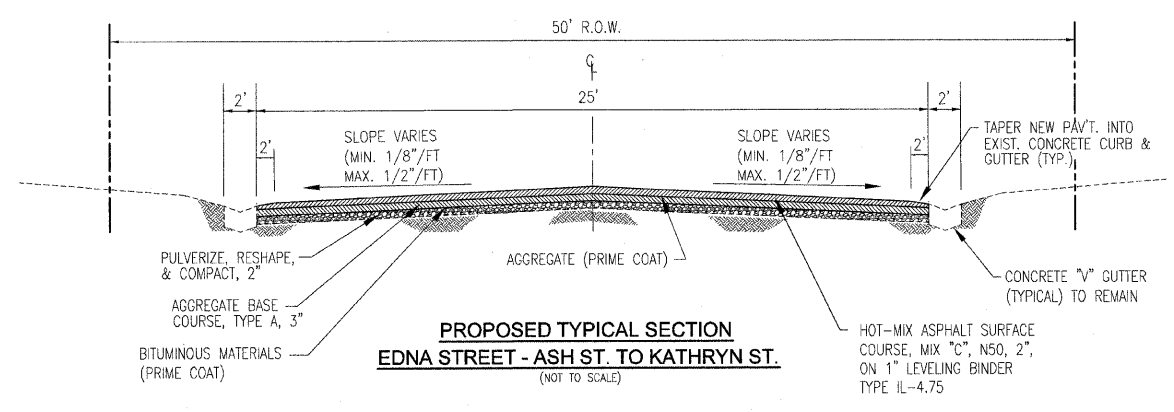 50' R.O.W.
℄
2'
25'
2'
SLOPE VARIES
(MIN. 1/8"/FT
MAX. 1/2"/FT)
2'
SLOPE VARIES
(MIN. 1/8"/FT
MAX. 1/2"/FT)
2'
TAPER NEW PAV'T. INTO
EXIST. CONCRETE CURB &
GUTTER (TYP.)
PULVERIZE, RESHAPE,
& COMPACT, 2"
AGGREGATE (PRIME COAT)
CONCRETE "V" GUTTER
(TYPICAL) TO REMAIN
AGGREGATE BASE
COURSE, TYPE A, 3"
BITUMINOUS MATERIALS
(PRIME COAT)
HOT-MIX ASPHALT SURFACE
COURSE, MIX "C", N50, 2",
ON 1" LEVELING BINDER
TYPE IL-4.75
PROPOSED TYPICAL SECTION
EDNA STREET - ASH ST. TO KATHRYN ST.
(NOT TO SCALE)